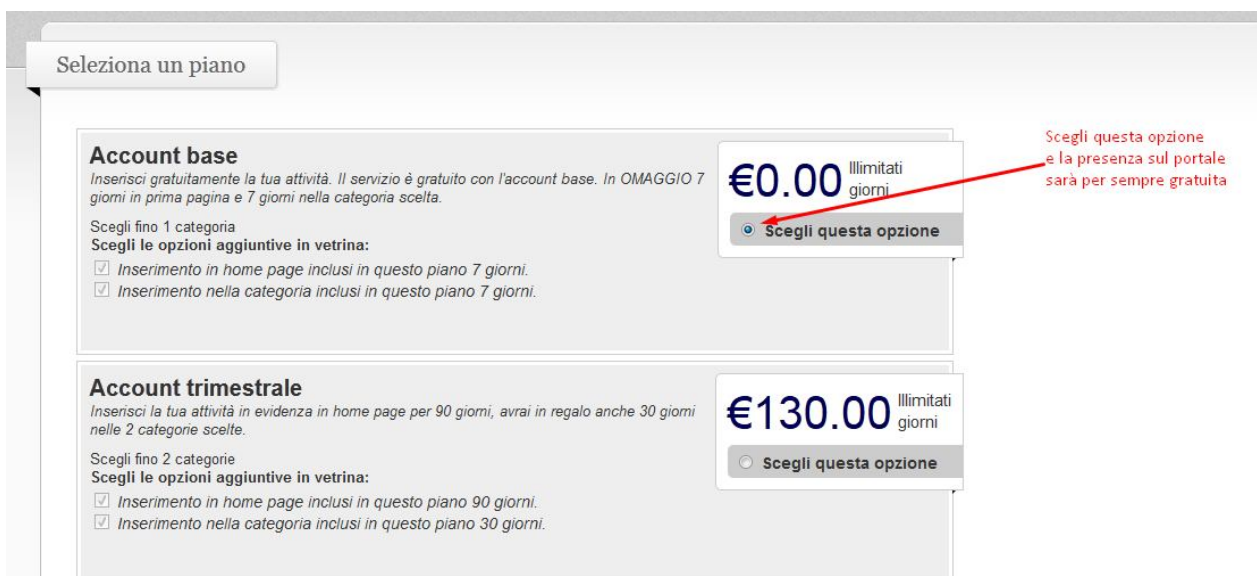 Seleziona un piano
Account base
Inserisci gratuitamente la tua attività. Il servizio è gratuito con l'account base. In OMAGGIO 7
giorni in prima pagina e 7 giorni nella categoria scelta.
Scegli fino 1 categoria
Scegli le opzioni aggiuntive in vetrina:
Inserimento in home page inclusi in questo piano 7 giorni.
Inserimento nella categoria inclusi in questo piano 7 giorni.
€0.00 Illimitati
giorni
Scegli questa opzione
Scegli questa opzione
e la presenza sul portale
sarà per sempre gratuita
Account trimestrale
Inserisci la tua attività in evidenza in home page per 90 giorni, avrai in regalo anche 30 giorni
nelle 2 categorie scelte.
Scegli fino 2 categorie
Scegli le opzioni aggiuntive in vetrina:
Inserimento in home page inclusi in questo piano 90 giorni.
Inserimento nella categoria inclusi in questo piano 30 giorni.
€130.00 Illimitati
giorni
Scegli questa opzione